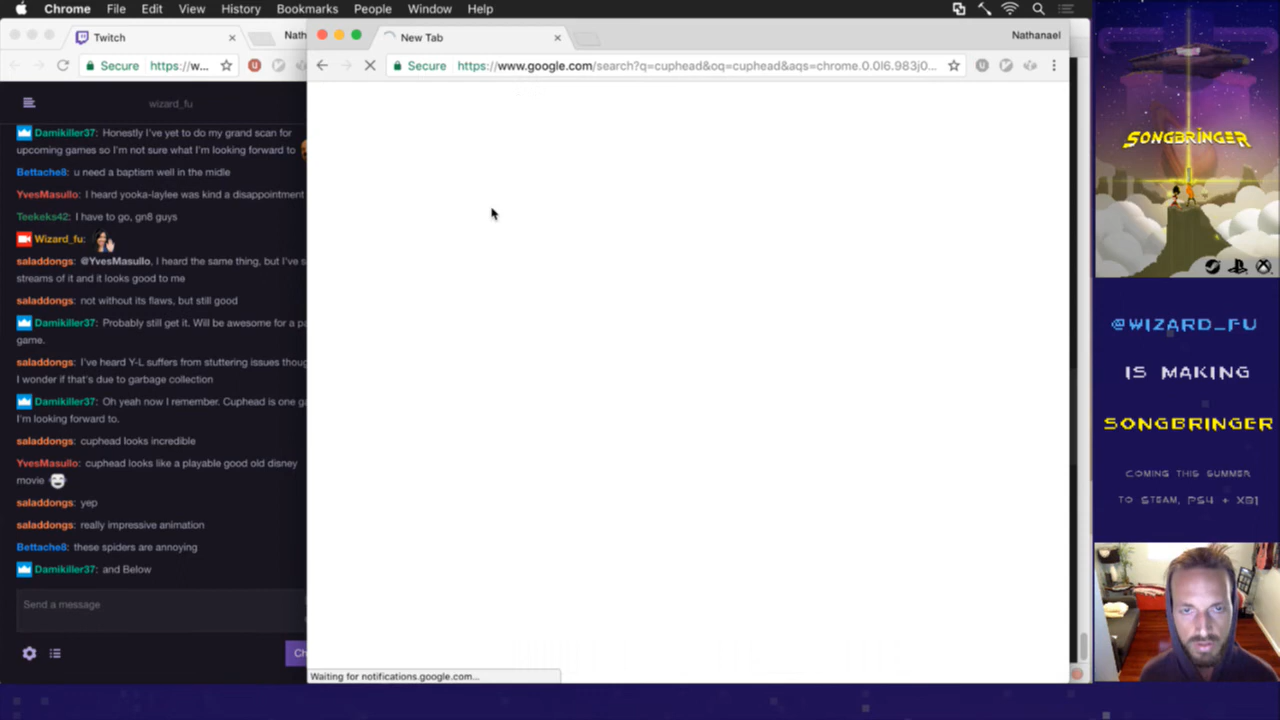 Chrome File Edit View History Bookmarks People Window Help
Twitch
Nath
New Tab
Nathanael
Secure https://w...
Secure https://www.google.com/search?q=cuphead&oq=cuphead&aqs=chrome.0.0l6.983j0...
wizard_fu
Damikiller37: Honestly I've yet to do my grand scan for
upcoming games so I'm not sure what I'm looking forward to
Bettache8: u need a baptism well in the midle
YvesMasullo: I heard yooka-laylee was kind a disappointment
Teekeks42: I have to go, gn8 guys
Wizard_fu:
saladdongs: @YvesMasullo, I heard the same thing, but I've s
streams of it and it looks good to me
saladdongs: not without its flaws, but still good
Damikiller37: Probably still get it. Will be awesome for a pa
game.
saladdongs: I've heard Y-L suffers from stuttering issues thoug
I wonder if that's due to garbage collection
Damikiller37: Oh yeah now I remember. Cuphead is one ga
I'm looking forward to.
saladdongs: cuphead looks incredible
YvesMasullo: cuphead looks like a playable good old disney
movie
saladdongs: yep
saladdongs: really impressive animation
Bettache8: these spiders are annoying
Damikiller37: and Below
Send a message
Ch
Waiting for notifications.google.com...
SONGBRINGER
@WIZARD_FU
IS MAKING
SONGBRINGER
COMING THIS SUMMER
TO STEAM, PS4 + XB1